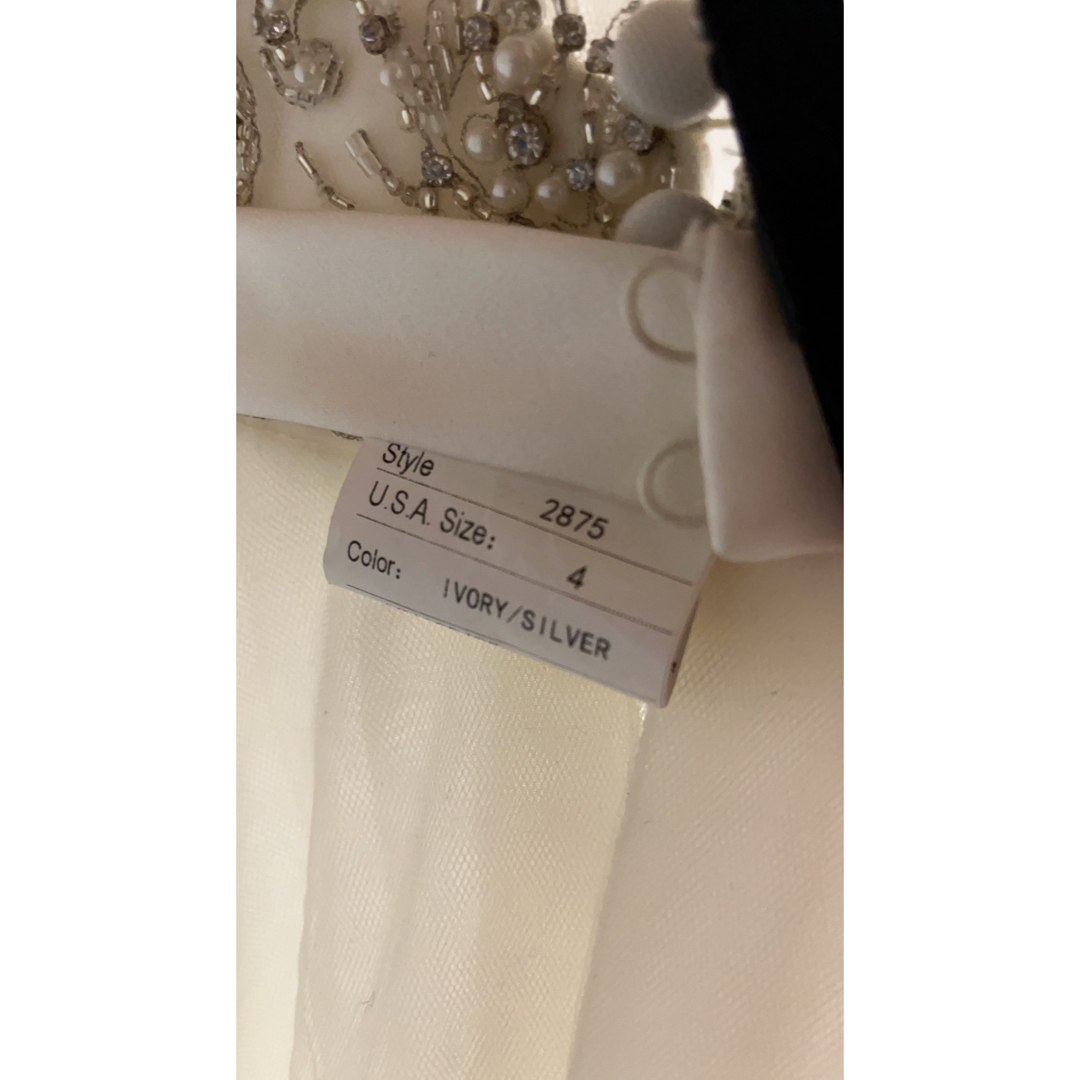 Style 2875
U.S.A. Size: 4
Color: IVORY/SILVER